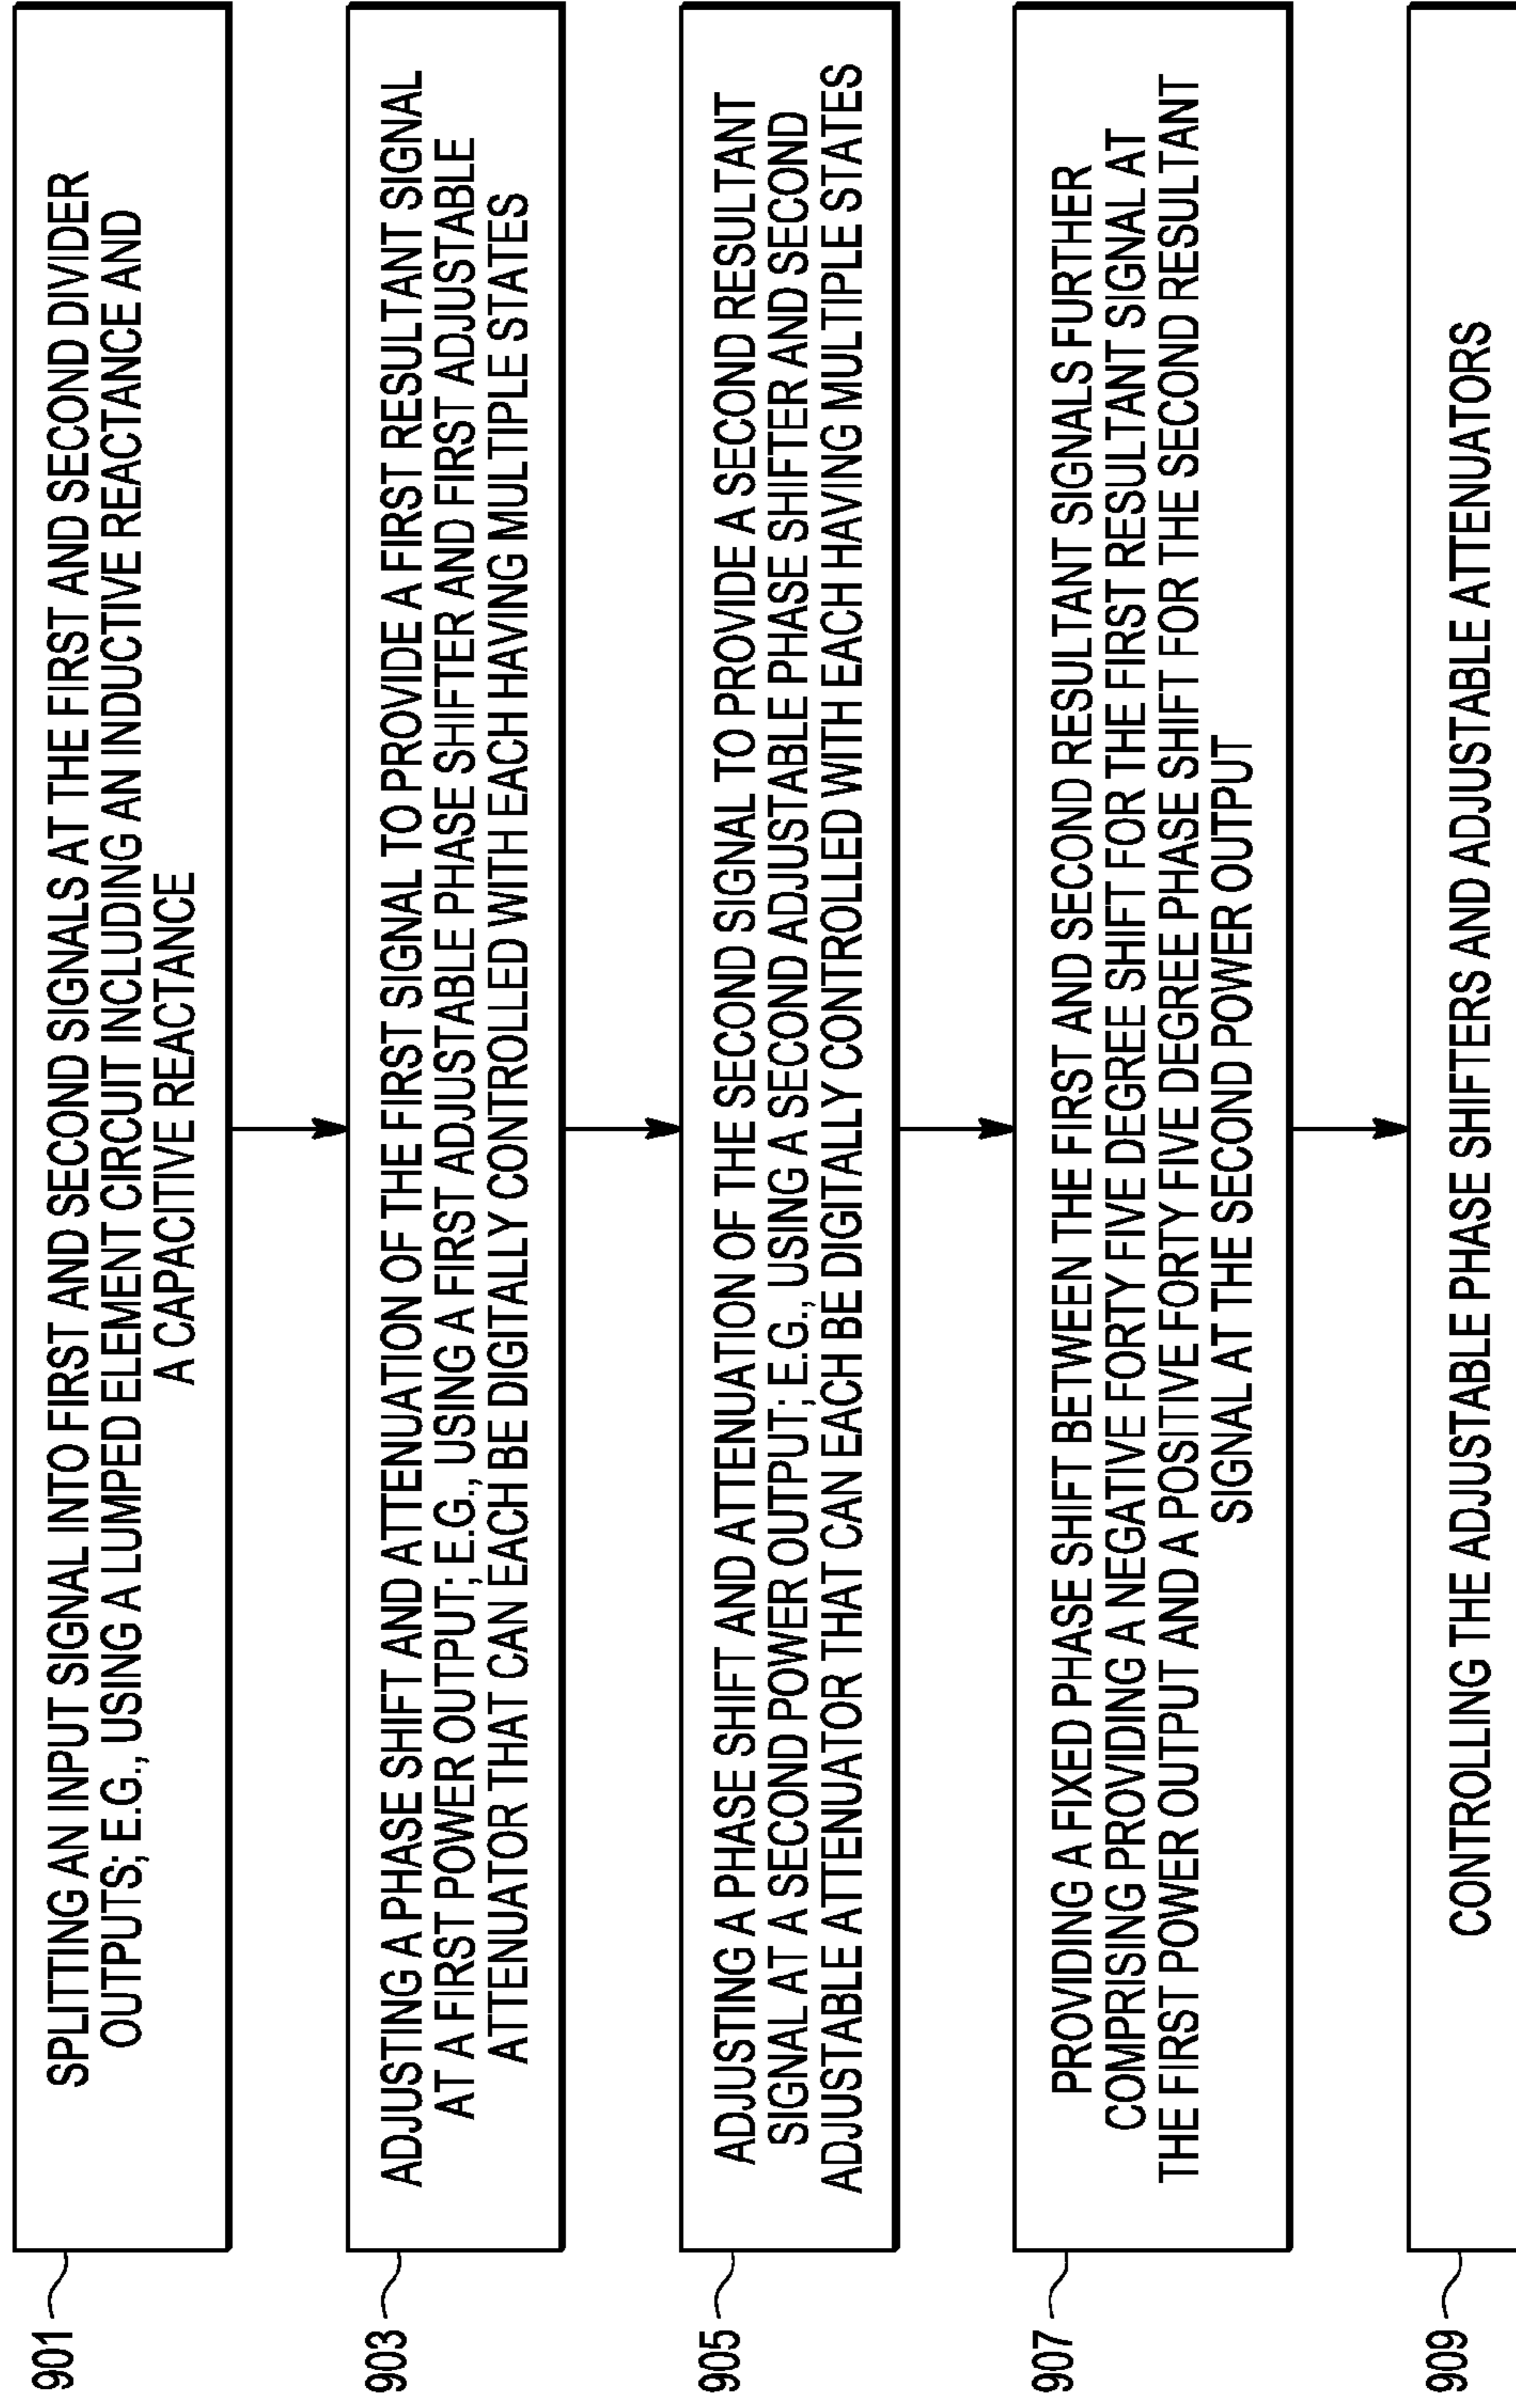 901
SPLITTING AN INPUT SIGNAL INTO FIRST AND SECOND SIGNALS AT THE FIRST AND SECOND DIVIDER
OUTPUTS; E.G., USING A LUMPED ELEMENT CIRCUIT INCLUDING AN INDUCTIVE REACTANCE AND
A CAPACITIVE REACTANCE
903
ADJUSTING A PHASE SHIFT AND ATTENUATION OF THE FIRST SIGNAL TO PROVIDE A FIRST RESULTANT SIGNAL
AT A FIRST POWER OUTPUT; E.G., USING A FIRST ADJUSTABLE PHASE SHIFTER AND FIRST ADJUSTABLE
ATTENUATOR THAT CAN EACH BE DIGITALLY CONTROLLED WITH EACH HAVING MULTIPLE STATES
905
ADJUSTING A PHASE SHIFT AND ATTENUATION OF THE SECOND SIGNAL TO PROVIDE A SECOND RESULTANT
SIGNAL AT A SECOND POWER OUTPUT; E.G., USING A SECOND ADJUSTABLE PHASE SHIFTER AND SECOND
ADJUSTABLE ATTENUATOR THAT CAN EACH BE DIGITALLY CONTROLLED WITH EACH HAVING MULTIPLE STATES
907
PROVIDING A FIXED PHASE SHIFT BETWEEN THE FIRST AND SECOND RESULTANT SIGNALS FURTHER
COMPRISING PROVIDING A NEGATIVE FORTY FIVE DEGREE SHIFT FOR THE FIRST RESULTANT SIGNAL AT
THE FIRST POWER OUTPUT AND A POSITIVE FORTY FIVE DEGREE PHASE SHIFT FOR THE SECOND RESULTANT
SIGNAL AT THE SECOND POWER OUTPUT
909
CONTROLLING THE ADJUSTABLE PHASE SHIFTERS AND ADJUSTABLE ATTENUATORS